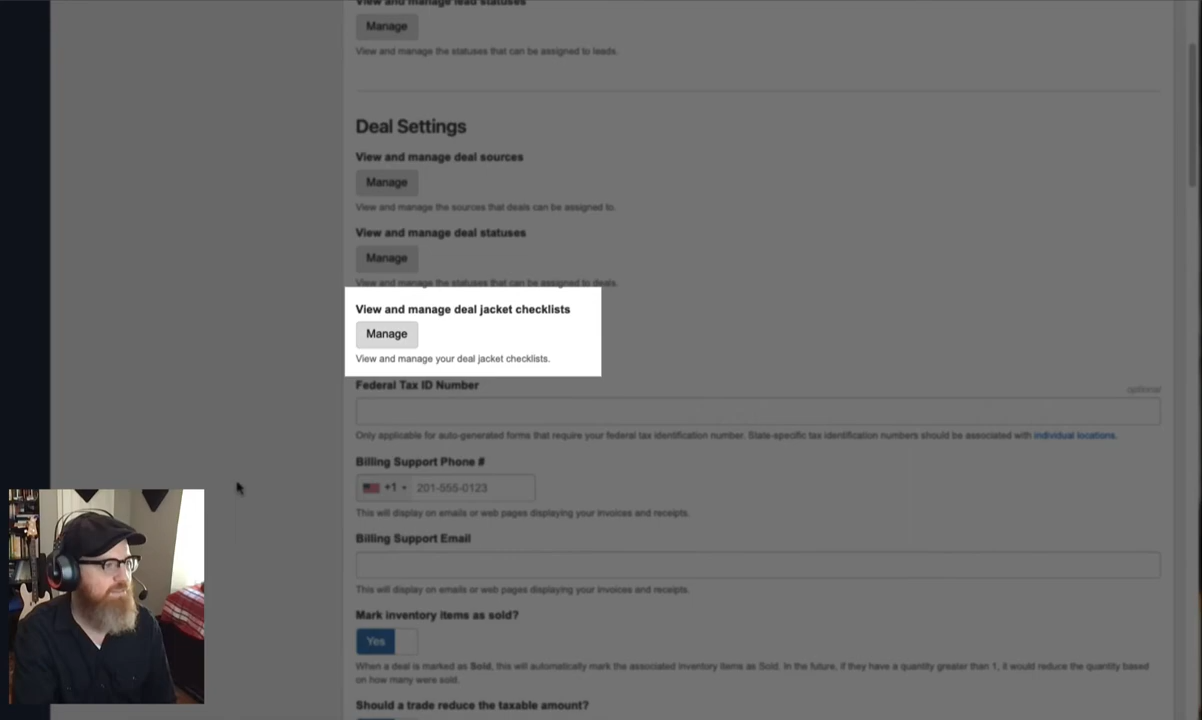 View and manage lead statuses
Manage
View and manage the statuses that can be assigned to leads.
Deal Settings
View and manage deal sources
Manage
View and manage the sources that deals can be assigned to.
View and manage deal statuses
Manage
View and manage the statuses that can be assigned to deals.
View and manage deal jacket checklists
Manage
View and manage your deal jacket checklists.
Federal Tax ID Number
optional
Only applicable for auto-generated forms that require your federal tax identification number. State-specific tax identification numbers should be associated with individual locations.
Billing Support Phone #
+1 201-555-0123
This will display on emails or web pages displaying your invoices and receipts.
Billing Support Email
This will display on emails or web pages displaying your invoices and receipts.
Mark inventory items as sold?
Yes
When a deal is marked as Sold, this will automatically mark the associated inventory items as Sold. In the future, if they have a quantity greater than 1, it would reduce the quantity based
on how many were sold.
Should a trade reduce the taxable amount?